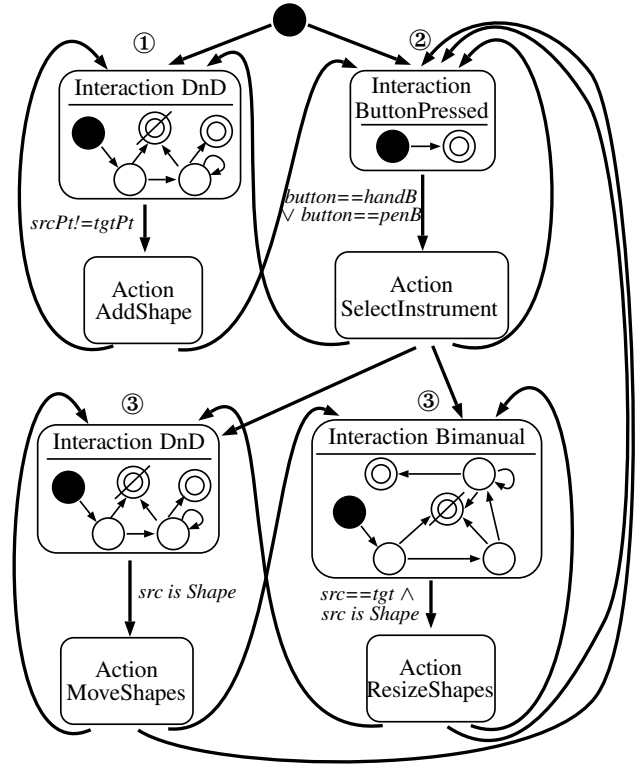 ①
②
Interaction DnD
Interaction
ButtonPressed
srcPt!=tgtPt
button==handB
∨ button==penB
Action
AddShape
Action
SelectInstrument
③
③
Interaction DnD
Interaction Bimanual
src is Shape
src==tgt ∧
src is Shape
Action
MoveShapes
Action
ResizeShapes